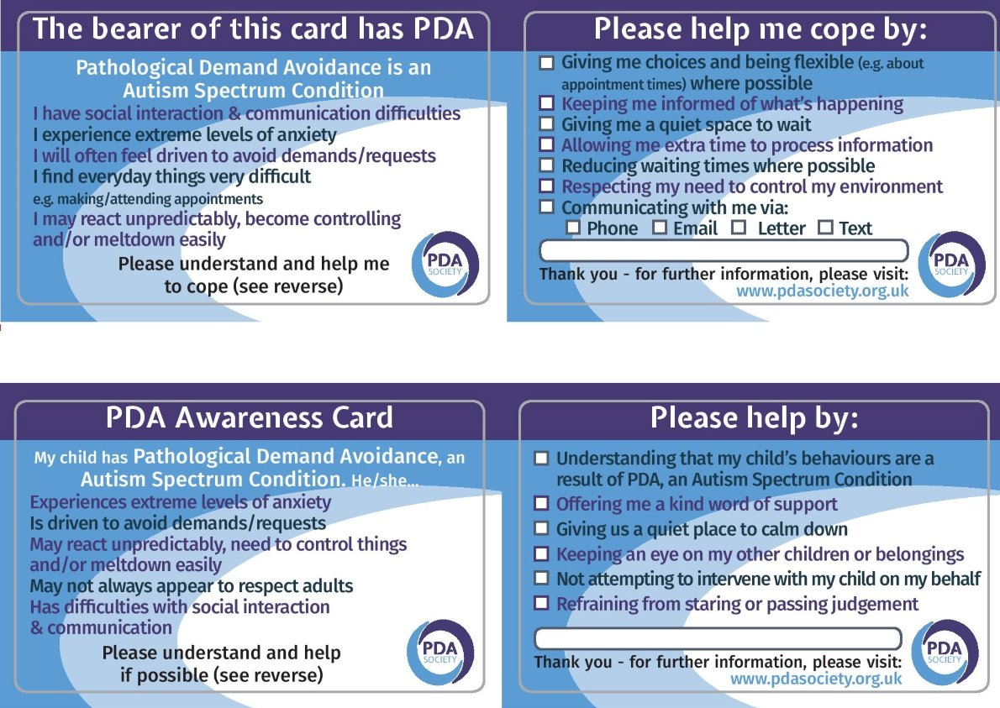 The bearer of this card has PDA
Pathological Demand Avoidance is an
Autism Spectrum Condition
I have social interaction & communication difficulties
I experience extreme levels of anxiety
I will often feel driven to avoid demands/requests
I find everyday things very difficult
e.g. making/attending appointments
I may react unpredictably, become controlling
and/or meltdown easily
Please understand and help me
to cope (see reverse)
PDA
SOCIETY
Please help me cope by:
Giving me choices and being flexible (e.g. about
appointment times) where possible
Keeping me informed of what's happening
Giving me a quiet space to wait
Allowing me extra time to process information
Reducing waiting times where possible
Respecting my need to control my environment
Communicating with me via:
Phone Email Letter Text
Thank you - for further information, please visit:
www.pdasociety.org.uk
PDA
SOCIETY
PDA Awareness Card
My child has Pathological Demand Avoidance, an
Autism Spectrum Condition. He/she...
Experiences extreme levels of anxiety
Is driven to avoid demands/requests
May react unpredictably, need to control things
and/or meltdown easily
May not always appear to respect adults
Has difficulties with social interaction
& communication
Please understand and help
if possible (see reverse)
PDA
SOCIETY
Please help by:
Understanding that my child's behaviours are a
result of PDA, an Autism Spectrum Condition
Offering me a kind word of support
Giving us a quiet place to calm down
Keeping an eye on my other children or belongings
Not attempting to intervene with my child on my behalf
Refraining from staring or passing judgement
Thank you - for further information, please visit:
www.pdasociety.org.uk
PDA
SOCIETY